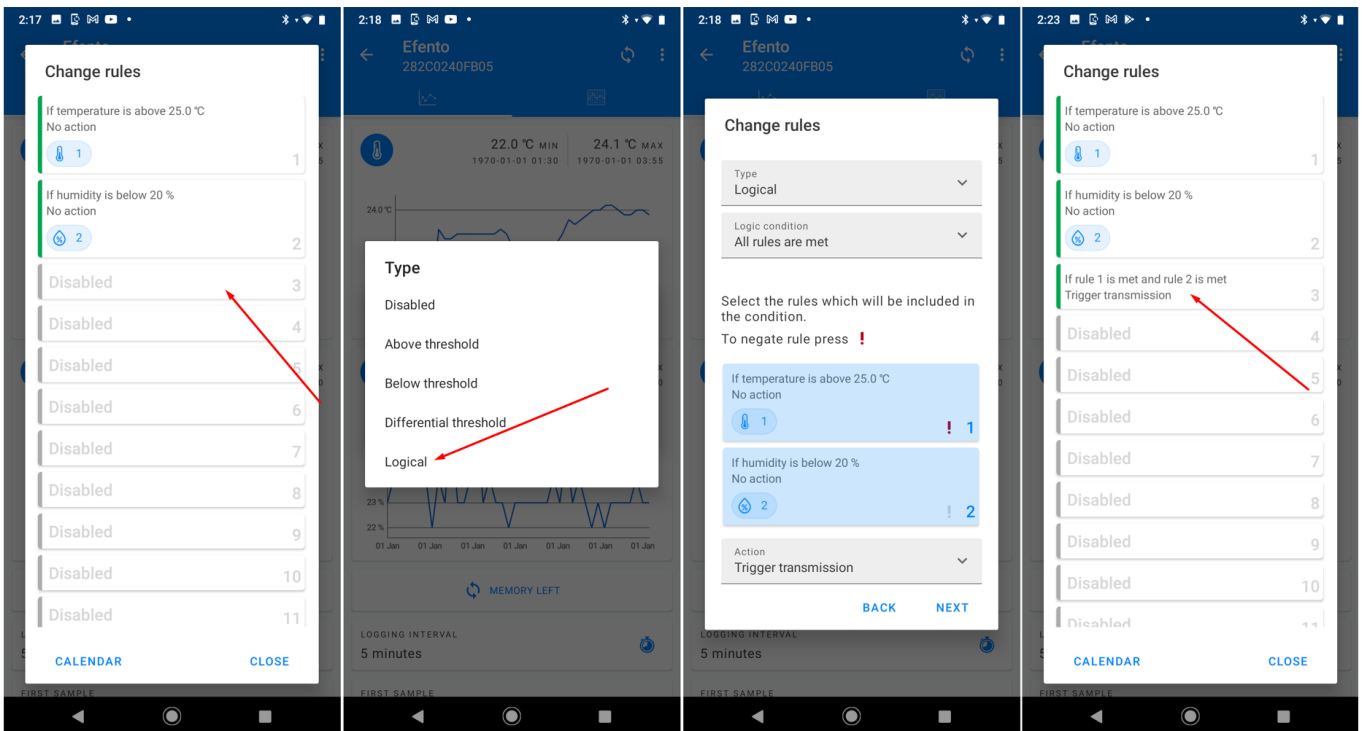 2:17
Efento
Change rules
If temperature is above 25.0 ℃
No action
1
1
If humidity is below 20 %
No action
2
2
Disabled
3
Disabled
4
Disabled
5
Disabled
6
Disabled
7
Disabled
8
Disabled
9
Disabled
10
Disabled
11
CALENDAR
CLOSE
FIRST SAMPLE
2:18
Efento
282C0240FB05
22.0 ℃ MIN
24.1 ℃ MAX
1970-01-01 01:30
1970-01-01 03:55
24.0 ℃
Type
Disabled
Above threshold
Below threshold
Differential threshold
Logical
23 %
22 %
01 Jan 01 Jan 01 Jan 01 Jan 01 Jan 01 Jan 01 Jan
MEMORY LEFT
LOGGING INTERVAL
5 minutes
FIRST SAMPLE
2:18
Efento
282C0240FB05
Change rules
Type
Logical
Logic condition
All rules are met
Select the rules which will be included in
the condition.
To negate rule press !
If temperature is above 25.0 ℃
No action
1
! 1
If humidity is below 20 %
No action
2
! 2
Action
Trigger transmission
BACK
NEXT
LOGGING INTERVAL
5 minutes
FIRST SAMPLE
2:23
Change rules
If temperature is above 25.0 ℃
No action
1
1
If humidity is below 20 %
No action
2
2
If rule 1 is met and rule 2 is met
Trigger transmission
3
Disabled
4
Disabled
5
Disabled
6
Disabled
7
Disabled
8
Disabled
9
Disabled
10
Disabled
11
CALENDAR
CLOSE
FIRST SAMPLE